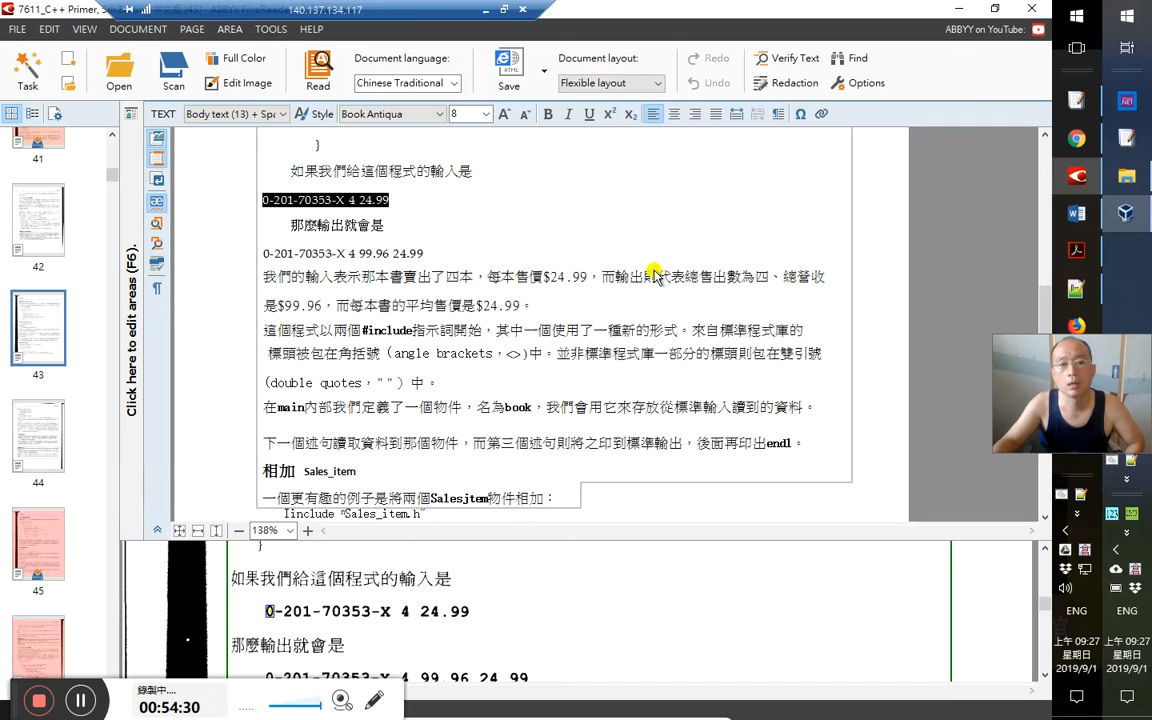 7611_C++ Primer, 
[43] - ABBYY FineReader
140.137.134.117
FILE EDIT VIEW DOCUMENT PAGE AREA TOOLS HELP
ABBYY on YouTube:
Task
Open
Scan
Full Color
Edit Image
Read
Document language:
Chinese Traditional
Save
Document layout:
Flexible layout
Redo
Undo
Verify Text
Redaction
Find
Options
TEXT Body text (13) + Spa Style Book Antiqua 8
41
42
43
44
45
Click here to edit areas (F6).
}
如果我們給這個程式的輸入是
0-201-70353-X 4 24.99
那麼輸出就會是
0-201-70353-X 4 99.96 24.99
我們的輸入表示那本書賣出了四本，每本售價$24.99，而輸出則代表總售出數為四、總營收
是$99.96，而每本書的平均售價是$24.99。
這個程式以兩個#include指示詞開始，其中一個使用了一種新的形式。來自標準程式庫的
標頭被包在角括號（angle brackets，<>)中。並非標準程式庫一部分的標頭則包在雙引號
(double quotes，""）中。
在main內部我們定義了一個物件，名為book，我們會用它來存放從標準輸入讀到的資料。
下一個述句讀取資料到那個物件，而第三個述句則將之印到標準輸出，後面再印出endl。
相加 Sales_item
一個更有趣的例子是將兩個Salesjtem物件相加：
Iinclude "Sales_item.h"
138%
}
如果我們給這個程式的輸入是
0-201-70353-X 4 24.99
那麼輸出就會是
0-201-70353-X 4 99.96 24.99
錄製中....
00:54:30
ENG
上午 09:27
星期日
2019/9/1
ENG
上午 09:27
星期日
2019/9/1